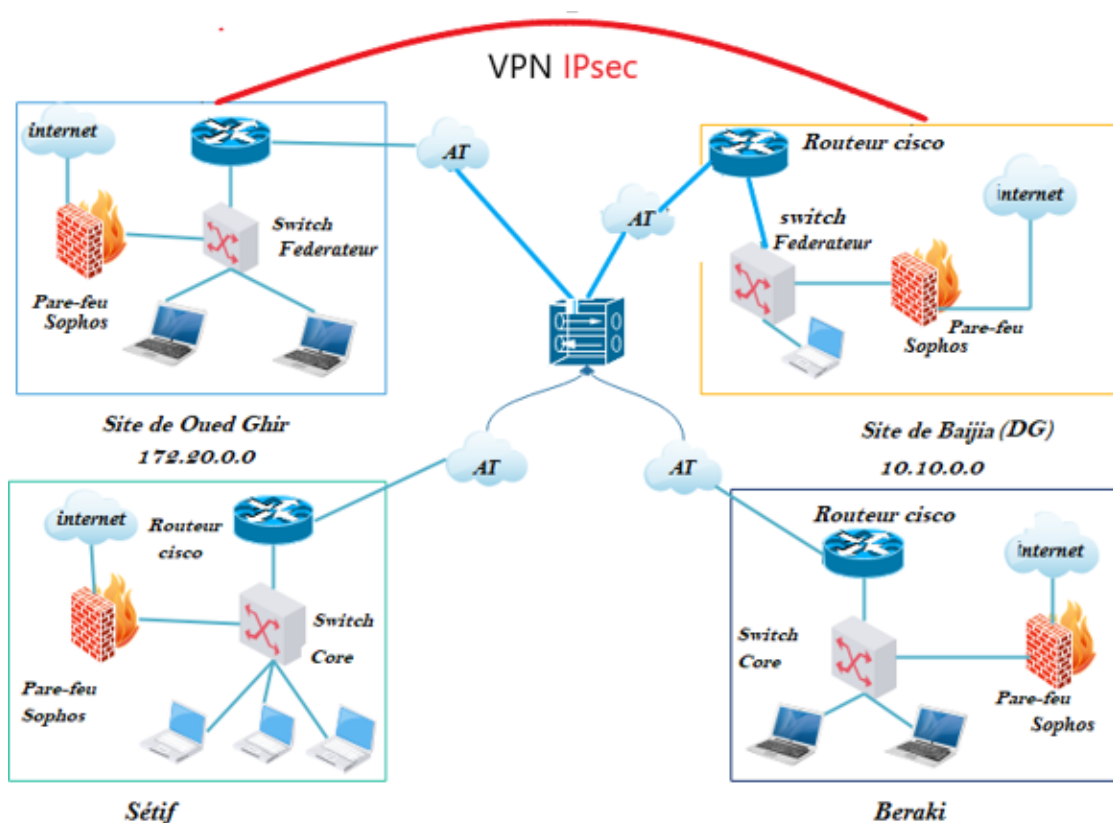 VPN IPsec
internet
AT
Switch
Federateur
Pare-feu
Sophos
Site de Oued Ghir
172.20.0.0
Routeur cisco
AT
internet
switch
Federateur
Pare-feu
Sophos
Site de Baijia (DG)
10.10.0.0
internet
Routeur
cisco
AT
Switch
Core
Pare-feu
Sophos
Sétif
AT
Routeur cisco
internet
Switch
Core
Pare-feu
Sophos
Beraki